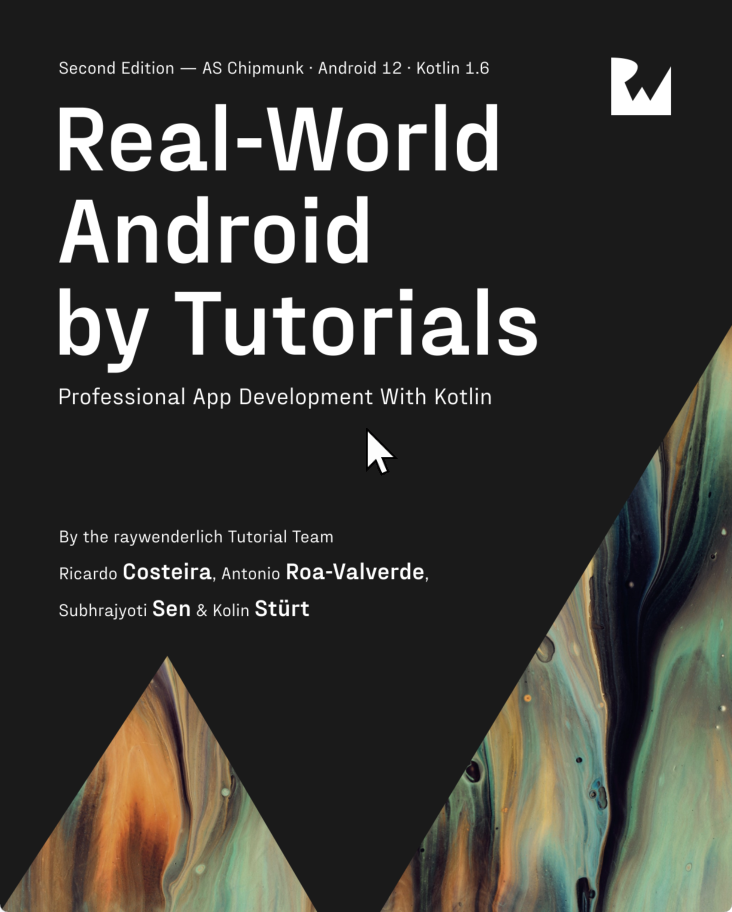 Second Edition — AS Chipmunk · Android 12 · Kotlin 1.6
Real-World
Android
by Tutorials
Professional App Development With Kotlin
By the raywenderlich Tutorial Team
Ricardo Costeira, Antonio Roa-Valverde,
Subhrajyoti Sen & Kolin Stürt